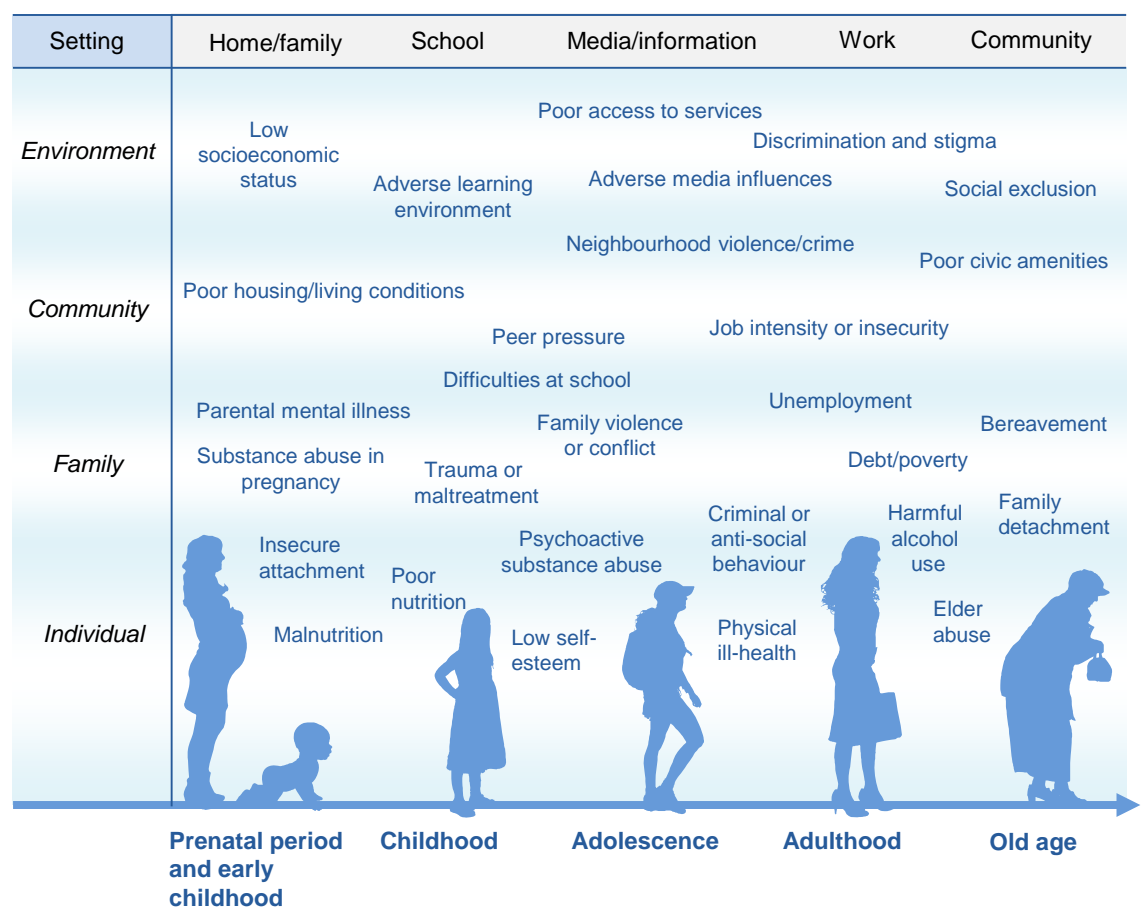 Setting
Home/family
School
Media/information
Work
Community
Environment
Poor access to services
Low
socioeconomic
status
Discrimination and stigma
Adverse learning
environment
Adverse media influences
Social exclusion
Neighbourhood violence/crime
Poor civic amenities
Community
Poor housing/living conditions
Peer pressure
Job intensity or insecurity
Difficulties at school
Unemployment
Family
Parental mental illness
Family violence
or conflict
Bereavement
Substance abuse in
pregnancy
Trauma or
maltreatment
Debt/poverty
Family
detachment
Individual
Insecure
attachment
Psychoactive
substance abuse
Criminal or
anti-social
behaviour
Harmful
alcohol
use
Poor
nutrition
Malnutrition
Low self-
esteem
Physical
ill-health
Elder
abuse
Prenatal period
and early
childhood
Childhood
Adolescence
Adulthood
Old age